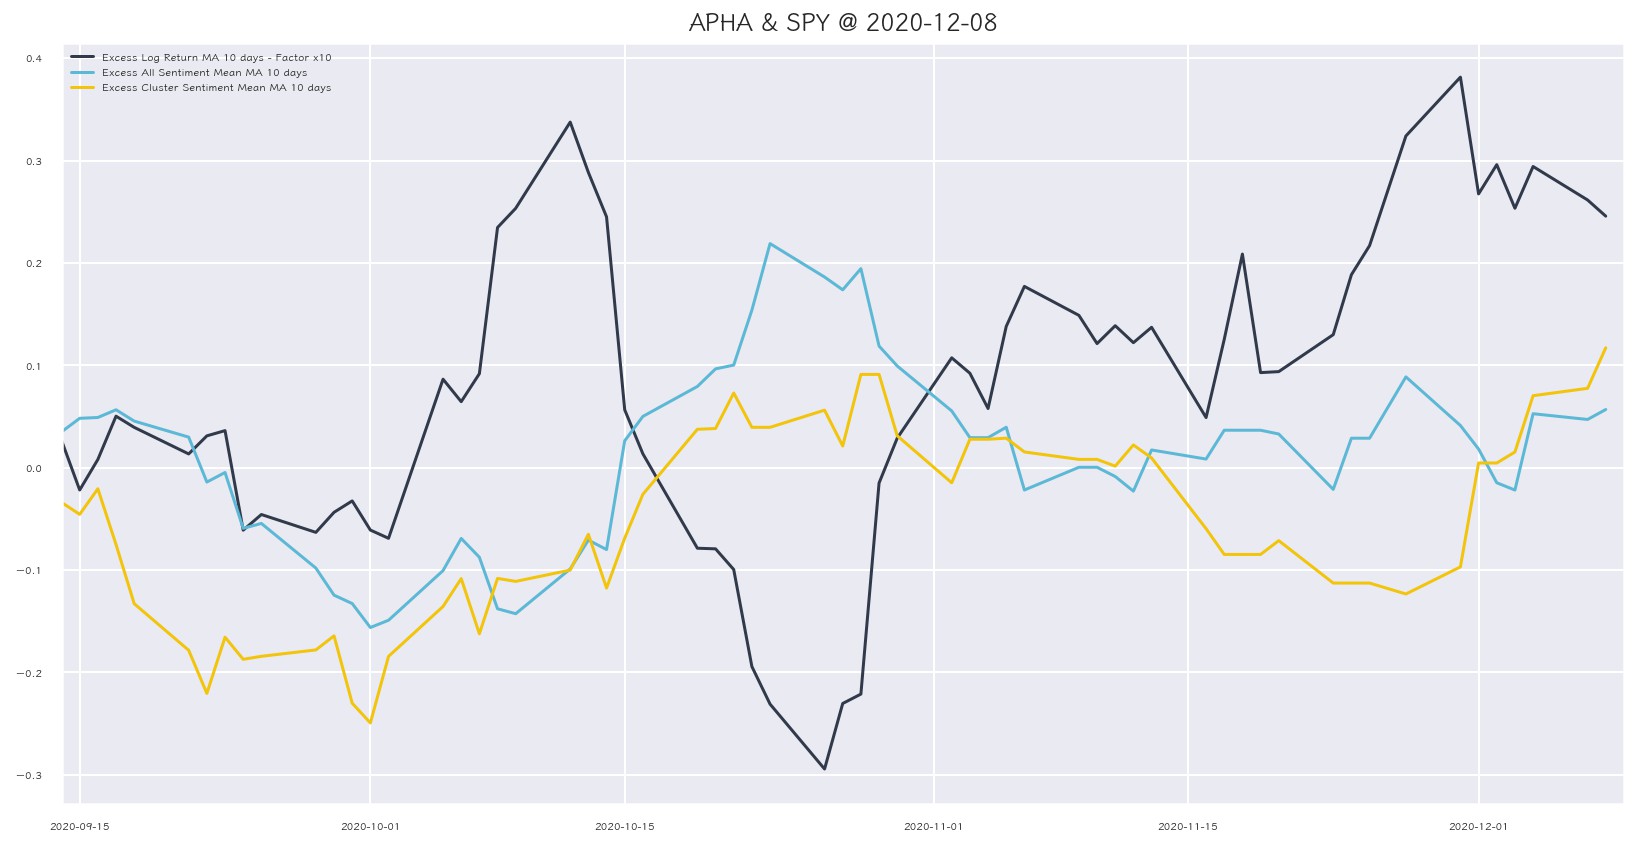 APHA & SPY @ 2020-12-08
Excess Log Return MA 10 days - Factor x10
Excess All Sentiment Mean MA 10 days
Excess Cluster Sentiment Mean MA 10 days
0.4
0.3
0.2
0.1
0.0
−0.1
−0.2
−0.3
2020-09-15 2020-10-01 2020-10-15 2020-11-01 2020-11-15 2020-12-01